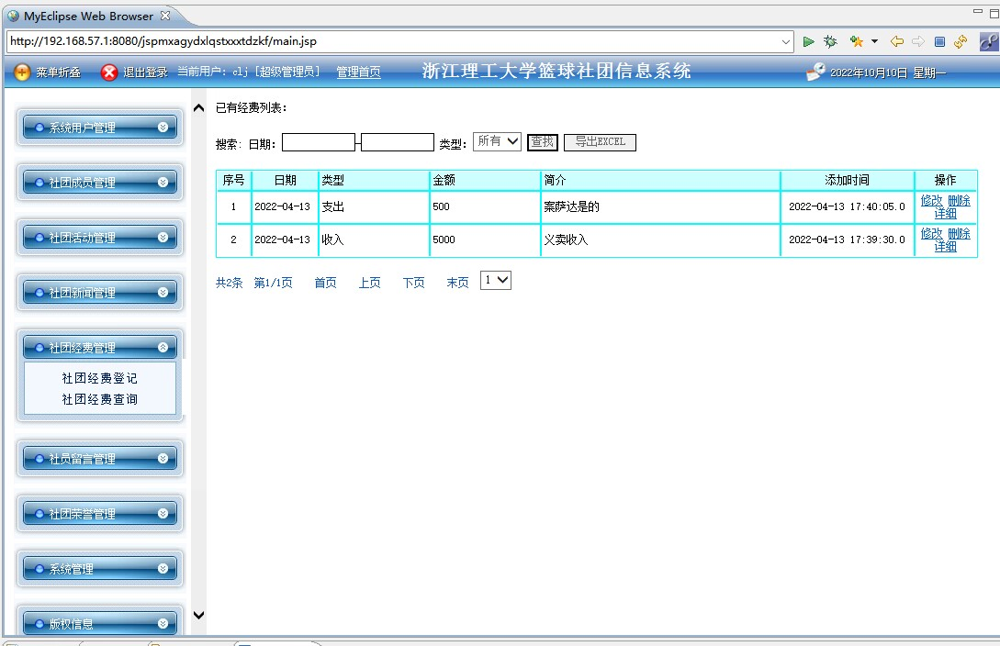 MyEclipse Web Browser
http://192.168.57.1:8080/jspmxagydxlqstxxxtdzkf/main.jsp
菜单折叠 退出登录 当前用户: clj [超级管理员] 管理首页 浙江理工大学篮球社团信息系统 2022年10月10日 星期一
系统用户管理
社团成员管理
社团活动管理
社团新闻管理
社团经费管理
社团经费登记
社团经费查询
社员留言管理
社团荣誉管理
系统管理
版权信息
已有经费列表:
搜索: 日期: - 类型: 所有 查找 导出EXCEL
序号 日期 类型 金额 简介 添加时间 操作
1 2022-04-13 支出 500 案萨达是的 2022-04-13 17:40:05.0 修改 删除 详细
2 2022-04-13 收入 5000 义卖收入 2022-04-13 17:39:30.0 修改 删除 详细
共2条 第1/1页 首页 上页 下页 末页 1